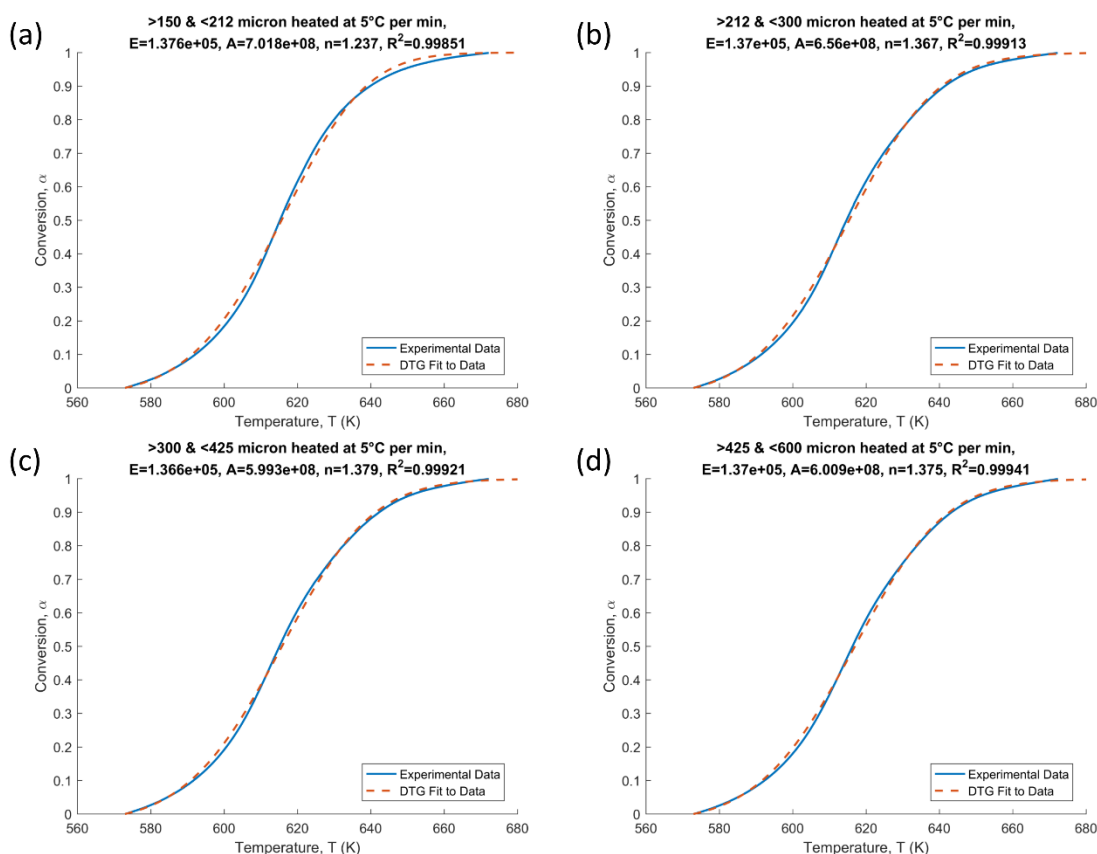 (a)
>150 & <212 micron heated at 5°C per min,
E=1.376e+05, A=7.018e+08, n=1.237, R²=0.99851
1
0.9
0.8
0.7
0.6
0.5
0.4
0.3
0.2
0.1
0
Conversion, α
560 580 600 620 640 660 680
Temperature, T (K)
Experimental Data
DTG Fit to Data
(b)
>212 & <300 micron heated at 5°C per min,
E=1.37e+05, A=6.56e+08, n=1.367, R²=0.99913
1
0.9
0.8
0.7
0.6
0.5
0.4
0.3
0.2
0.1
0
Conversion, α
560 580 600 620 640 660 680
Temperature, T (K)
Experimental Data
DTG Fit to Data
(c)
>300 & <425 micron heated at 5°C per min,
E=1.366e+05, A=5.993e+08, n=1.379, R²=0.99921
1
0.9
0.8
0.7
0.6
0.5
0.4
0.3
0.2
0.1
0
Conversion, α
560 580 600 620 640 660 680
Temperature, T (K)
Experimental Data
DTG Fit to Data
(d)
>425 & <600 micron heated at 5°C per min,
E=1.37e+05, A=6.009e+08, n=1.375, R²=0.99941
1
0.9
0.8
0.7
0.6
0.5
0.4
0.3
0.2
0.1
0
Conversion, α
560 580 600 620 640 660 680
Temperature, T (K)
Experimental Data
DTG Fit to Data